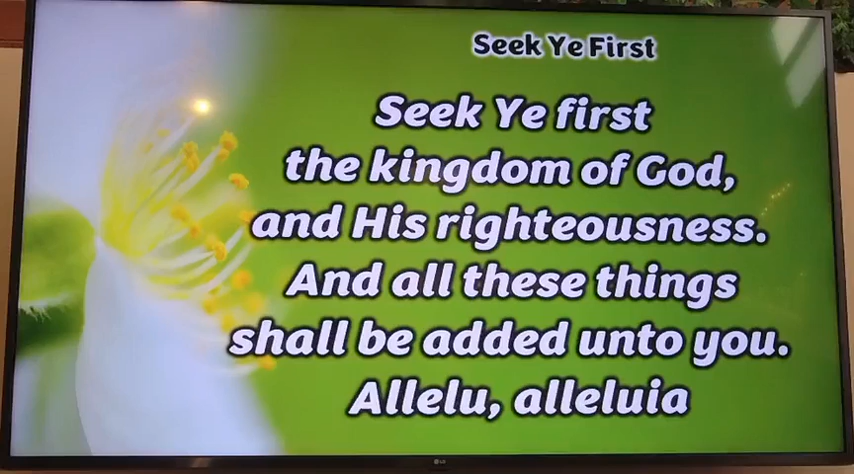 Seek Ye First
Seek Ye first
the kingdom of God,
and His righteousness.
And all these things
shall be added unto you.
Allelu, alleluia
LG